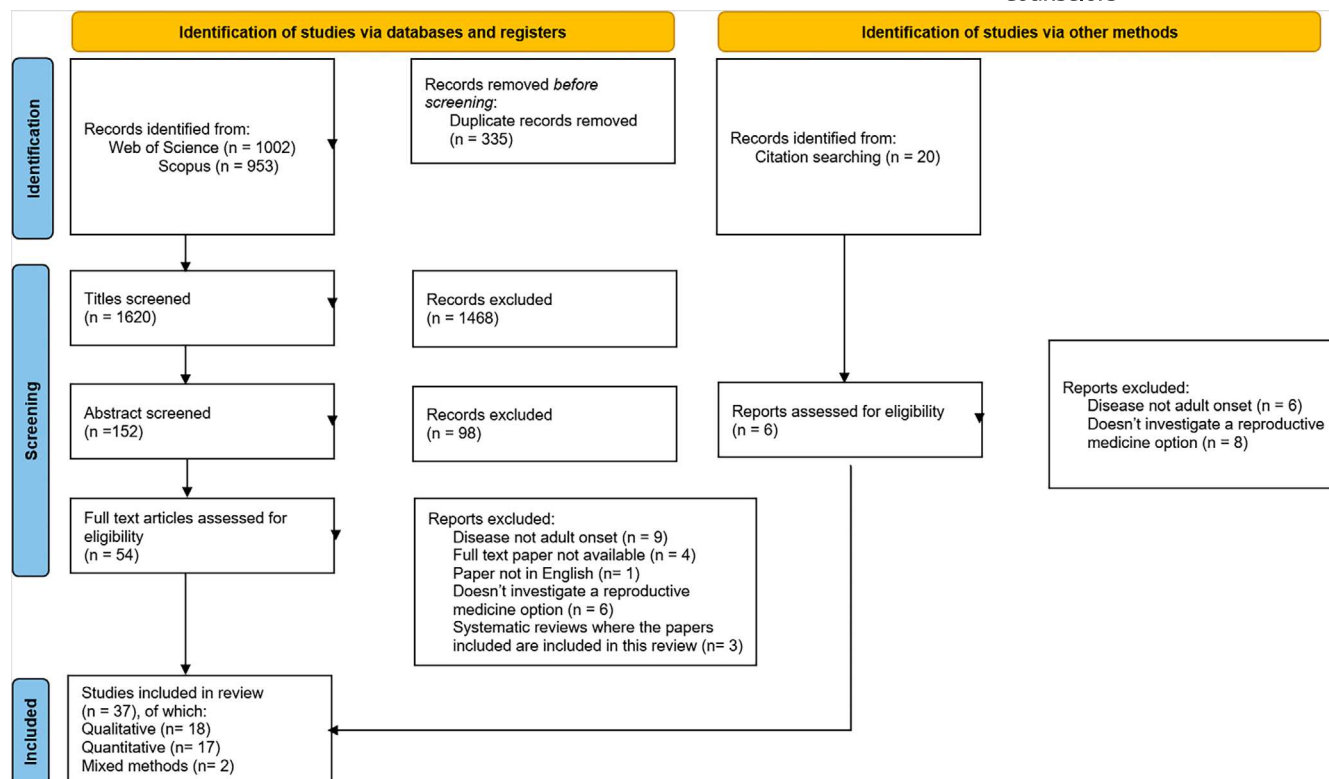 Identification of studies via databases and registers
Identification of studies via other methods
Identification
Records identified from:
Web of Science (n = 1002)
Scopus (n = 953)
Records removed before
screening:
Duplicate records removed
(n = 335)
Records identified from:
Citation searching (n = 20)
Screening
Titles screened
(n = 1620)
Records excluded
(n = 1468)
Abstract screened
(n =152)
Records excluded
(n = 98)
Reports assessed for eligibility
(n = 6)
Reports excluded:
Disease not adult onset (n = 6)
Doesn't investigate a reproductive
medicine option (n = 8)
Full text articles assessed for
eligibility
(n = 54)
Reports excluded:
Disease not adult onset (n = 9)
Full text paper not available (n = 4)
Paper not in English (n= 1)
Doesn't investigate a reproductive
medicine option (n = 6)
Systematic reviews where the papers
included are included in this review (n= 3)
Included
Studies included in review
(n = 37), of which:
Qualitative (n= 18)
Quantitative (n= 17)
Mixed methods (n= 2)